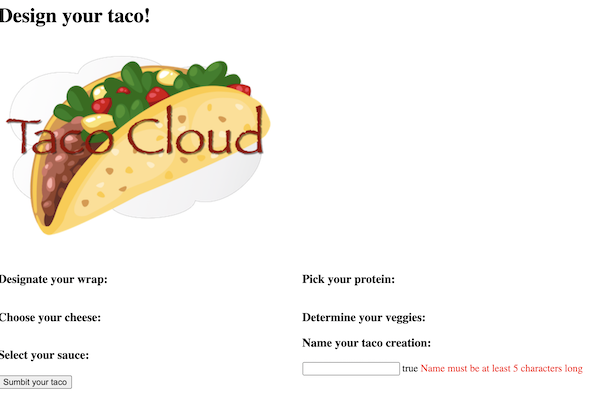 Design your taco!
Taco Cloud
Designate your wrap:
Pick your protein:
Choose your cheese:
Determine your veggies:
Name your taco creation:
true Name must be at least 5 characters long
Select your sauce:
Sumbit your taco